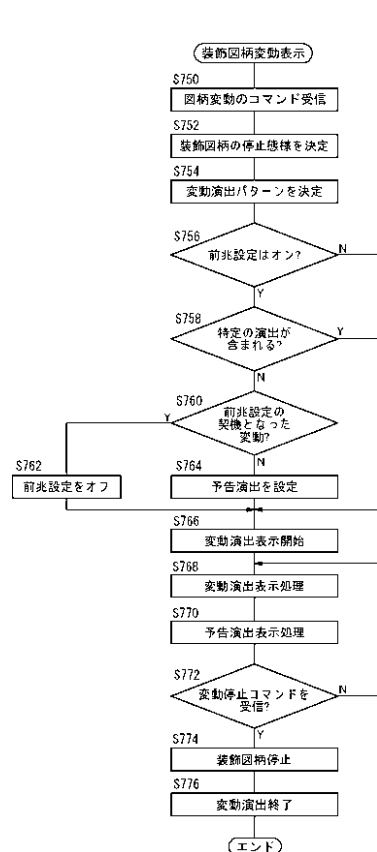 装飾図柄変動表示
S750
図柄変動のコマンド受信
S752
装飾図柄の停止態様を決定
S754
変動演出パターンを決定
S756
前兆設定はオン?
N
Y
S758
特定の演出が
含まれる?
Y
N
S760
前兆設定の
契機となった
変動?
Y
N
S762
前兆設定をオフ
S764
予告演出を設定
S766
変動演出表示開始
S768
変動演出表示処理
S770
予告演出表示処理
S772
変動停止コマンドを
受信?
N
Y
S774
装飾図柄停止
S776
変動演出終了
エンド